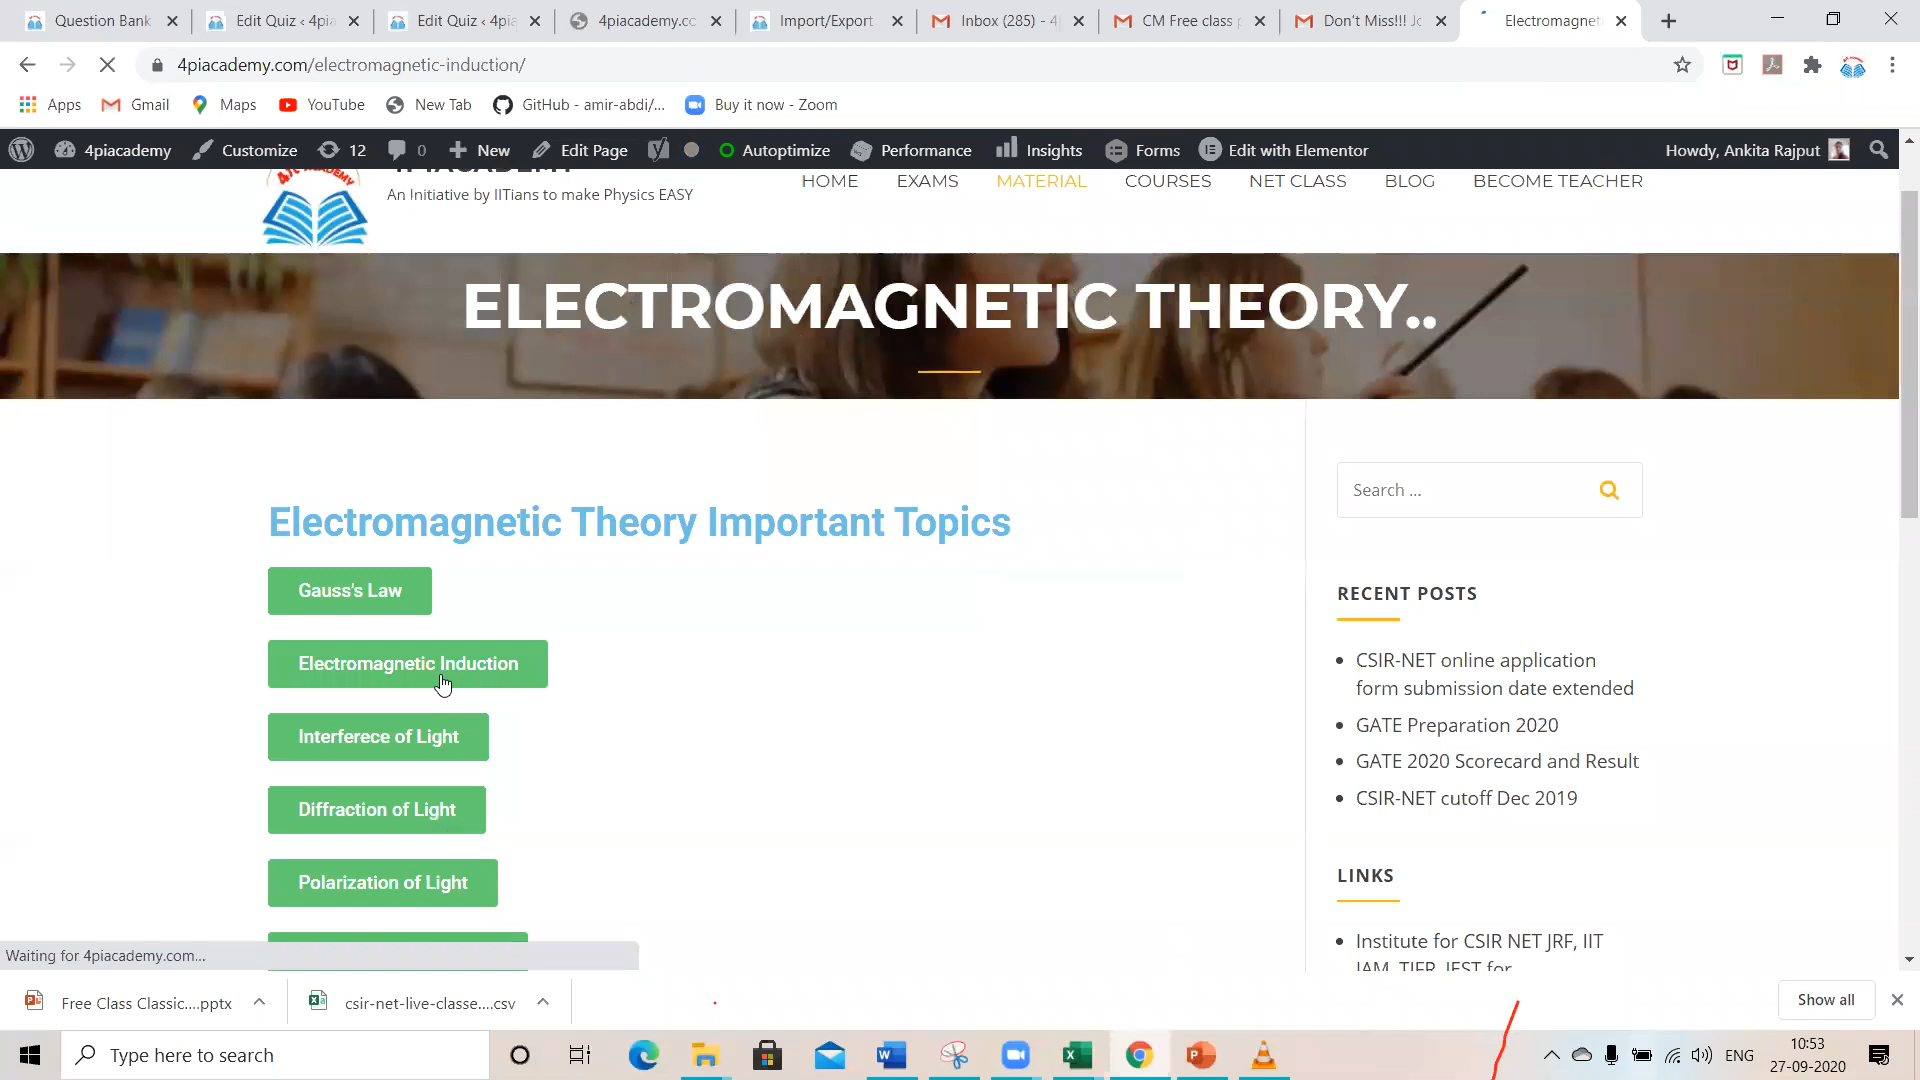 Question Bank
Edit Quiz ‹ 4pia
Edit Quiz ‹ 4pia
4piacademy.cc
Import/Export
Inbox (285) - 4
CM Free class p
Don't Miss!!! Jo
Electromagnet
4piacademy.com/electromagnetic-induction/
Apps
Gmail
Maps
YouTube
New Tab
GitHub - amir-abdi/...
Buy it now - Zoom
4piacademy
Customize
12
0
New
Edit Page
Autoptimize
Performance
Insights
Forms
Edit with Elementor
Howdy, Ankita Rajput
4PIACADEMY
An Initiative by IITians to make Physics EASY
HOME
EXAMS
MATERIAL
COURSES
NET CLASS
BLOG
BECOME TEACHER
ELECTROMAGNETIC THEORY..
Electromagnetic Theory Important Topics
Gauss's Law
Electromagnetic Induction
Interferece of Light
Diffraction of Light
Polarization of Light
Search ...
RECENT POSTS
CSIR-NET online application
form submission date extended
GATE Preparation 2020
GATE 2020 Scorecard and Result
CSIR-NET cutoff Dec 2019
LINKS
Institute for CSIR NET JRF, IIT
JAM, TIFR, JEST for
Waiting for 4piacademy.com...
Free Class Classic....pptx
csir-net-live-classe....csv
Show all
Type here to search
ENG
10:53
27-09-2020